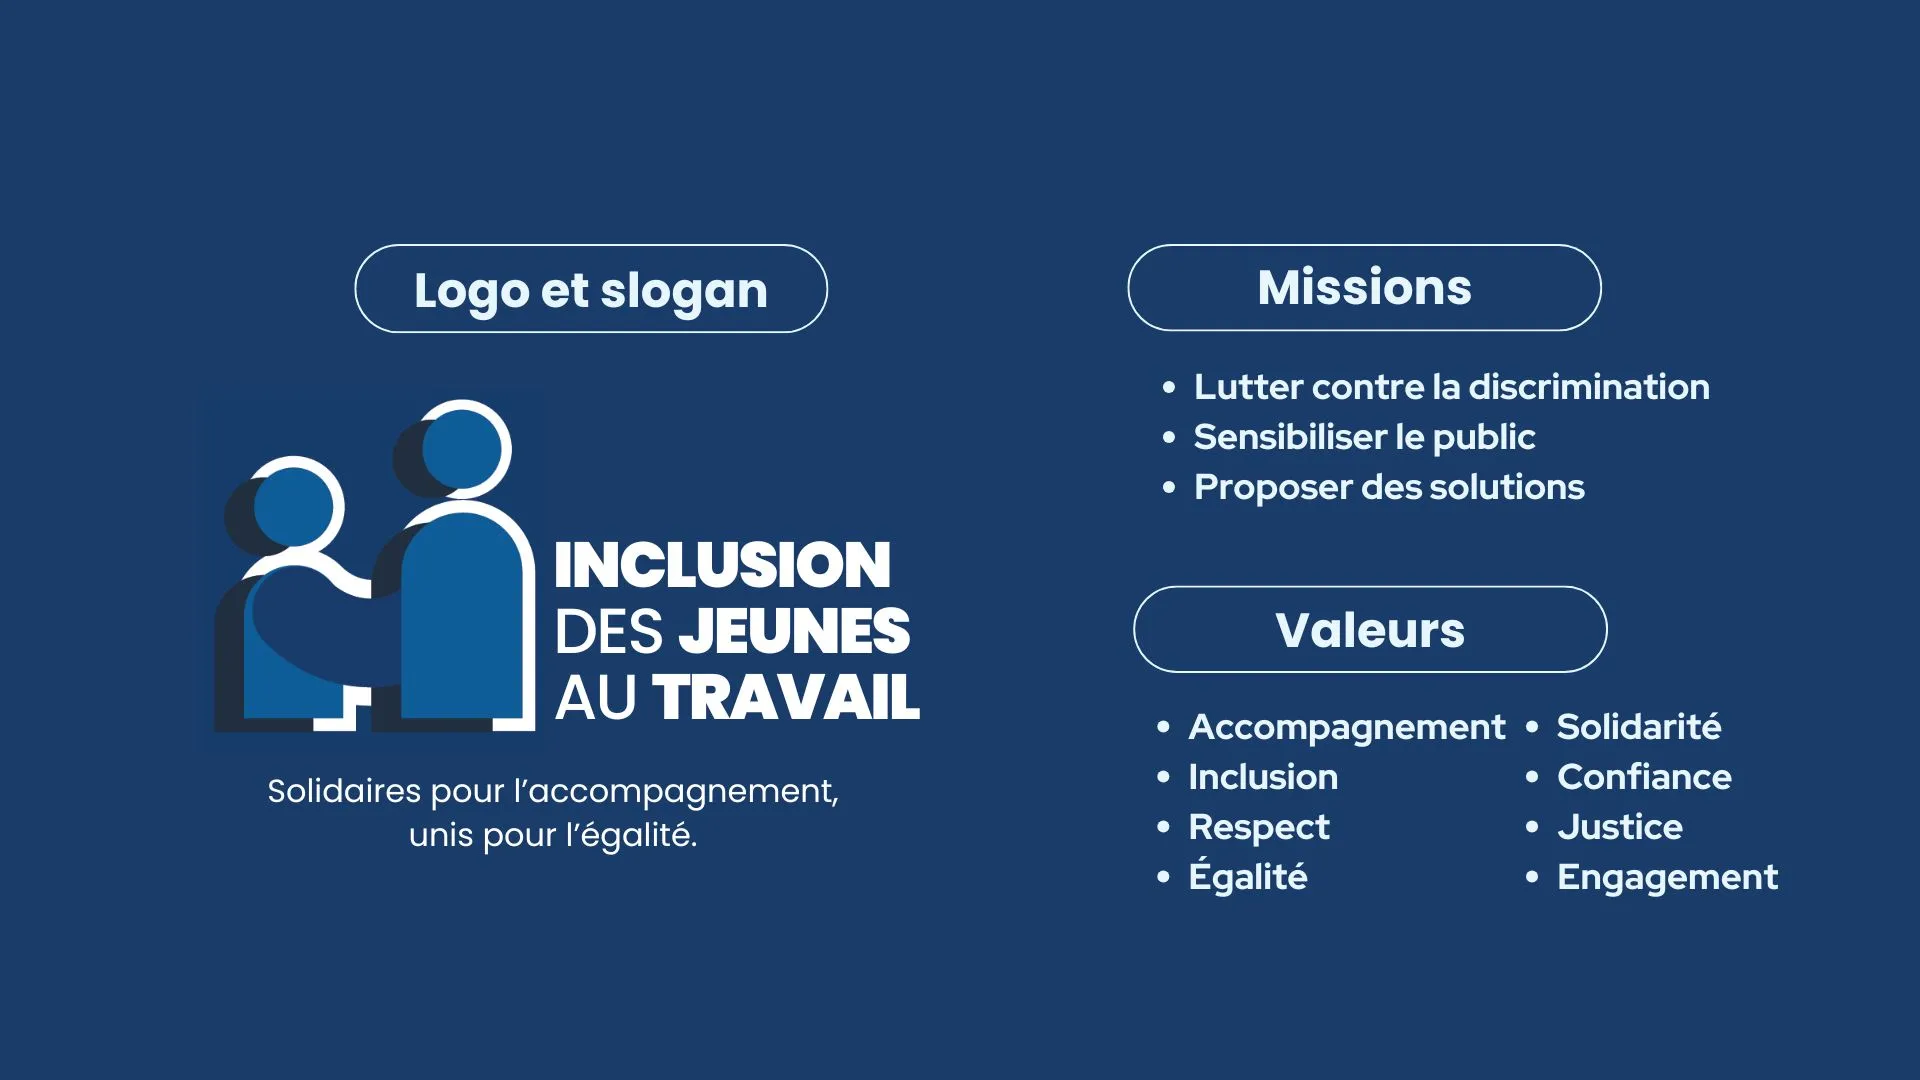 Logo et slogan
INCLUSION
DES JEUNES
AU TRAVAIL
Solidaires pour l’accompagnement,
unis pour l’égalité.
Missions
• Lutter contre la discrimination
• Sensibiliser le public
• Proposer des solutions
Valeurs
• Accompagnement
• Inclusion
• Respect
• Égalité
• Solidarité
• Confiance
• Justice
• Engagement